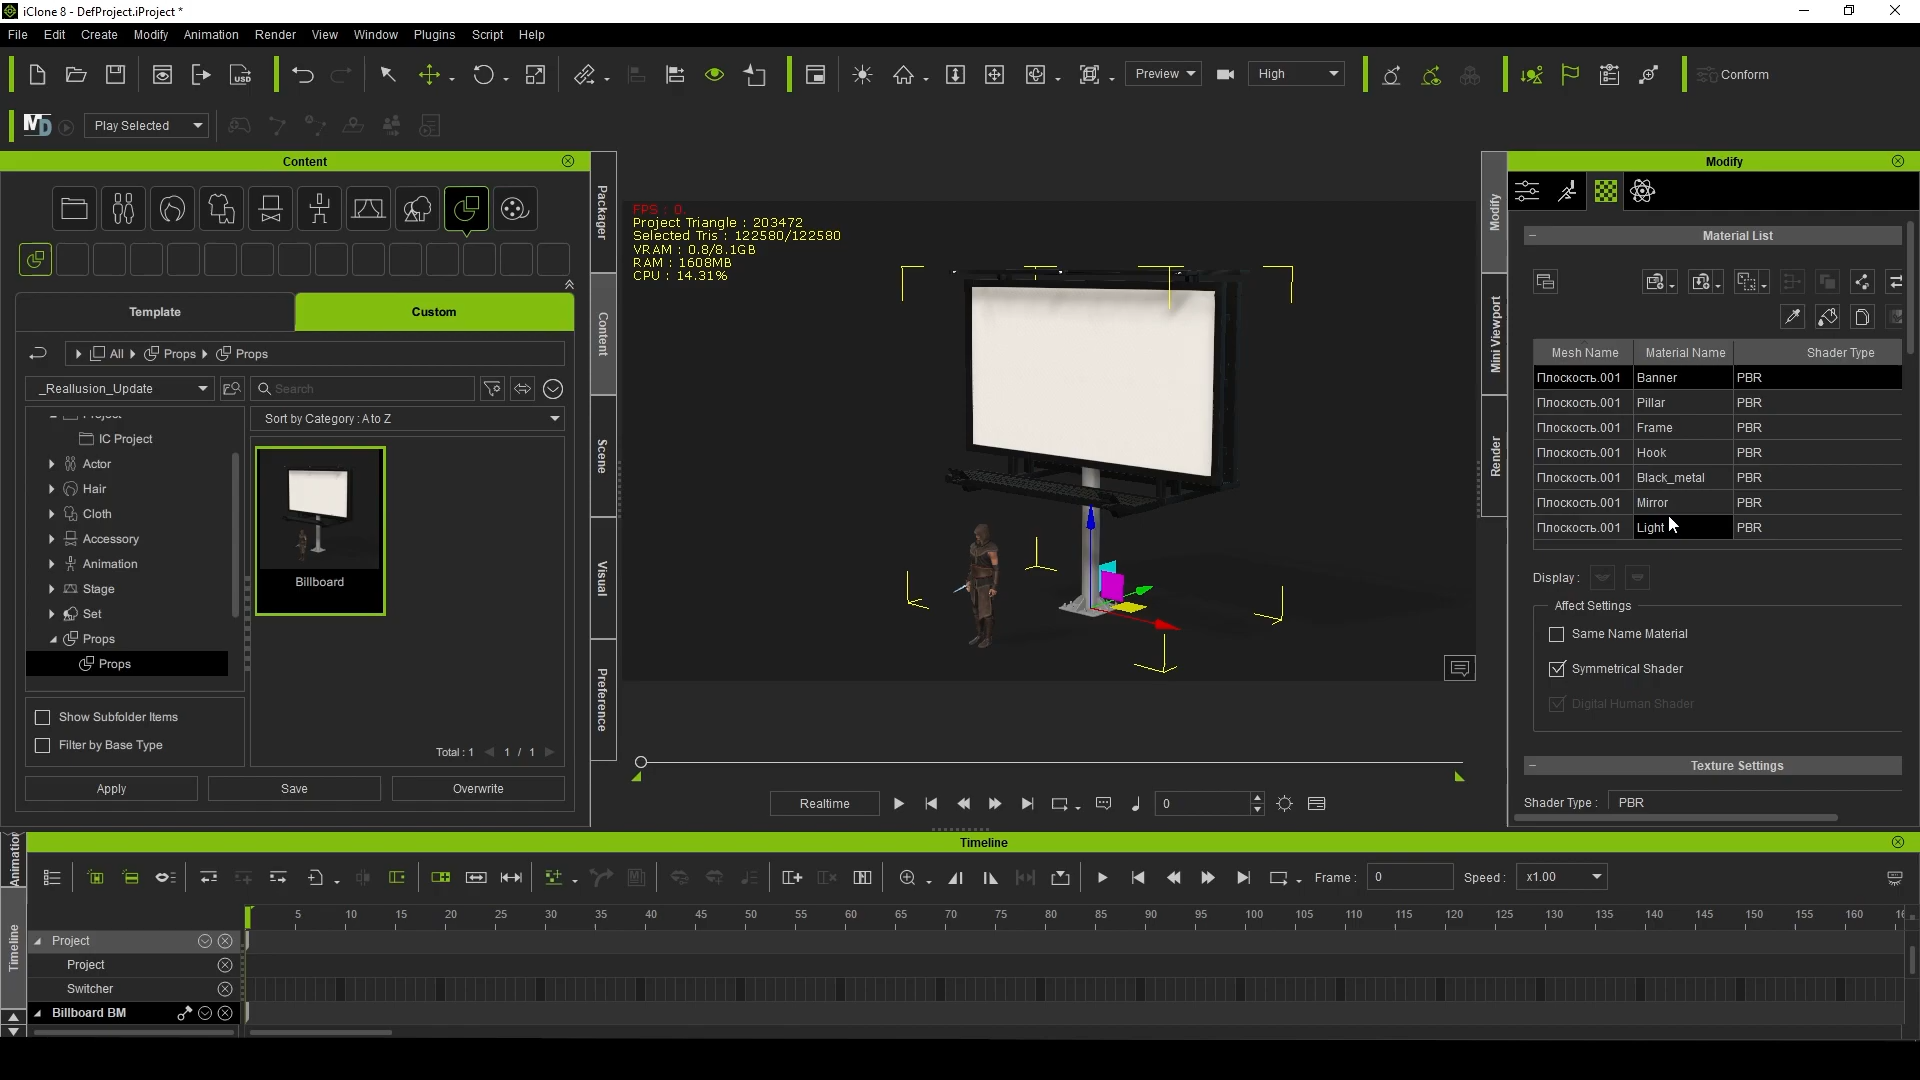 iClone 8 - DefProject.iProject *
File Edit Create Modify Animation Render View Window Plugins Script Help
Preview High Conform
MD Play Selected
Content
Template Custom
All Props Props
_Reallusion_Update Search
Sort by Category : A to Z
IC Project
Actor
Hair
Cloth
Accessory
Animation
Stage
Set
Props
Props
Billboard
Show Subfolder Items
Filter by Base Type
Total : 1 1 / 1
Apply Save Overwrite
Packager
Content
Scene
Visual
Preference
FPS : 0.
Project Triangle : 203472
Selected Tris : 122580/122580
VRAM : 0.8/8.1GB
RAM : 1608MB
CPU : 14.31%
Realtime 0
Modify
Mini Viewport
Render
Modify
Material List
Mesh Name Material Name Shader Type
Плоскость.001 Banner PBR
Плоскость.001 Pillar PBR
Плоскость.001 Frame PBR
Плоскость.001 Hook PBR
Плоскость.001 Black_metal PBR
Плоскость.001 Mirror PBR
Плоскость.001 Light PBR
Display :
Affect Settings
Same Name Material
Symmetrical Shader
Digital Human Shader
Texture Settings
Shader Type : PBR
Timeline
Animation
Timeline
Frame : 0 Speed : x1.00
5 10 15 20 25 30 35 40 45 50 55 60 65 70 75 80 85 90 95 100 105 110 115 120 125 130 135 140 145 150 155 160
Project
Project
Switcher
Billboard BM